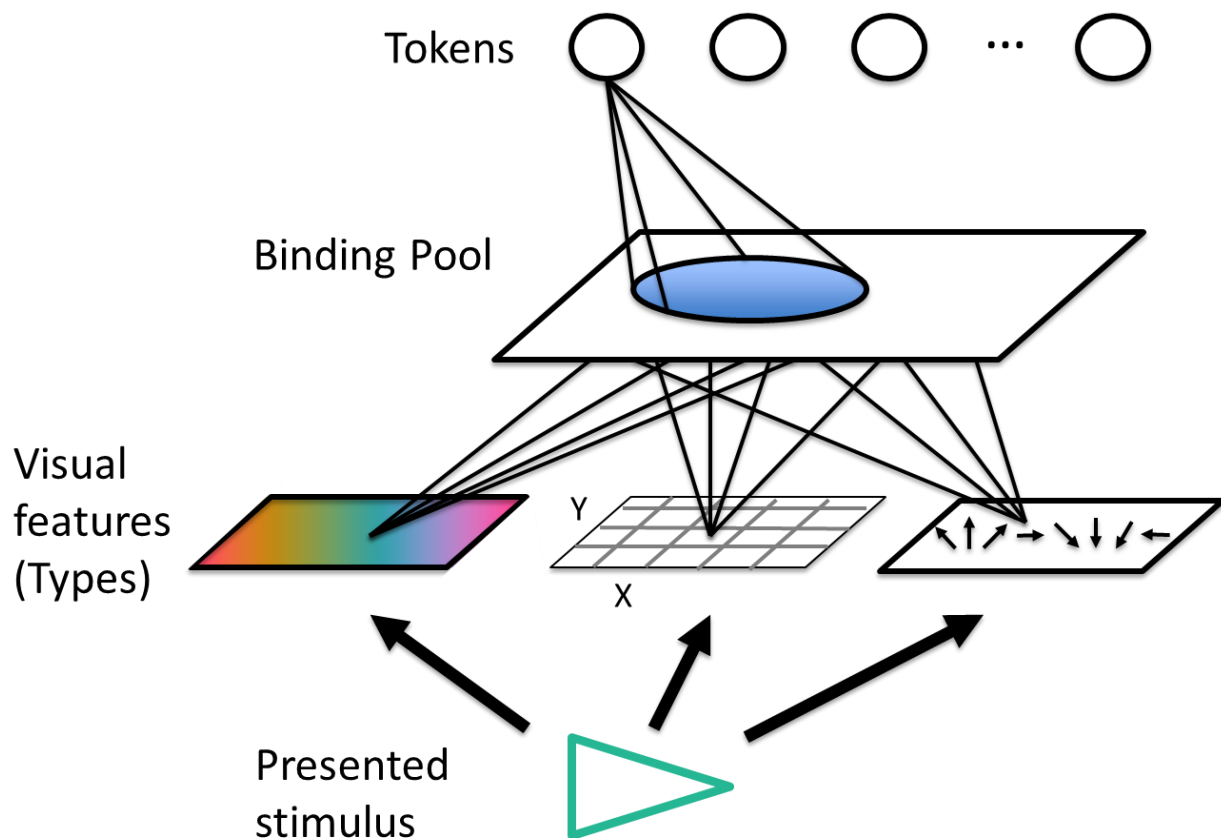 Tokens
...
Binding Pool
Visual
features
(Types)
Y
X
Presented
stimulus